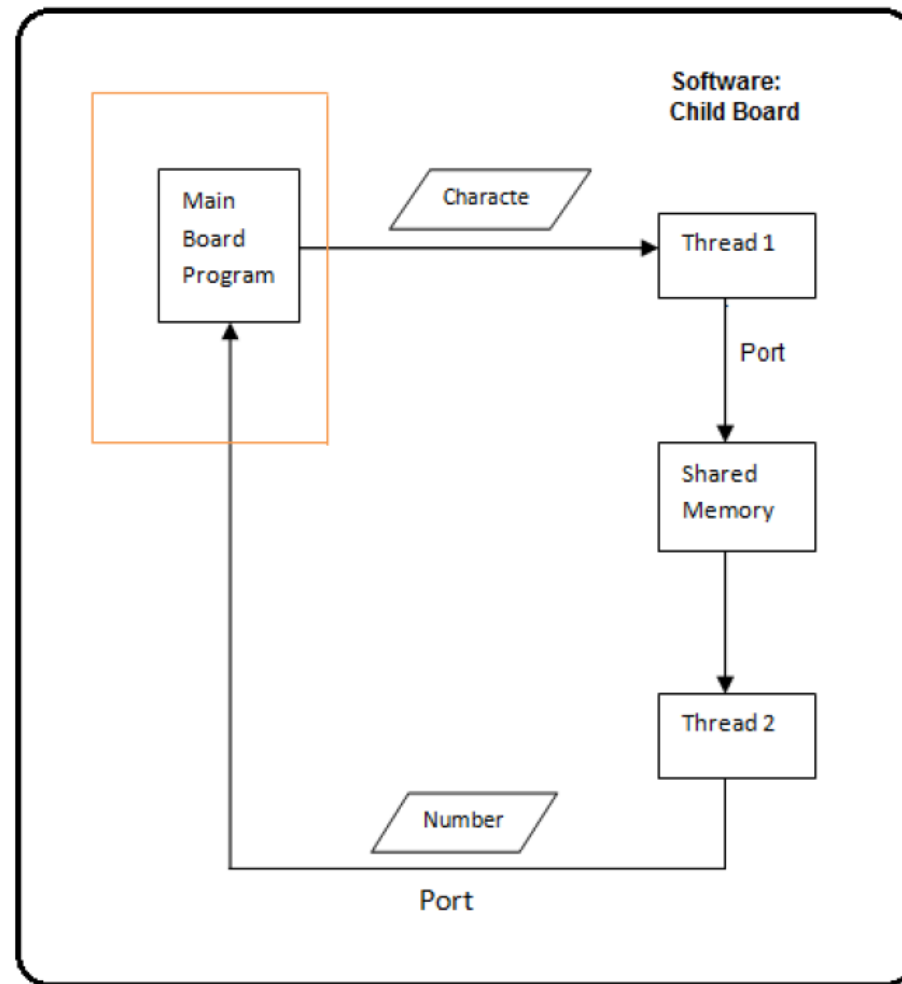 Software:
Child Board
Main
Board
Program
Characte
Thread 1
Port
Shared
Memory
Thread 2
Number
Port